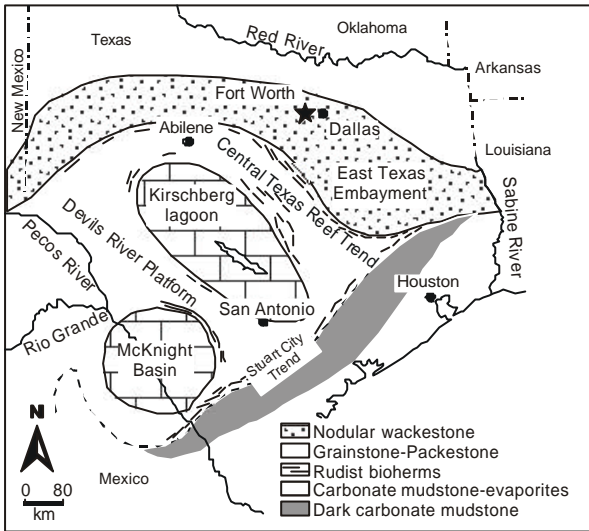 Oklahoma
Texas
Red River
Arkansas
New Mexico
Fort Worth
Dallas
Abilene
Louisiana
Central Texas Reef Trend
East Texas
Embayment
Kirschberg
lagoon
Sabine River
Devils River Platform
Pecos River
Houston
San Antonio
Rio Grande
McKnight
Basin
Stuart City
Trend
N
Mexico
0 80
km
Nodular wackestone
Grainstone-Packestone
Rudist bioherms
Carbonate mudstone-evaporites
Dark carbonate mudstone